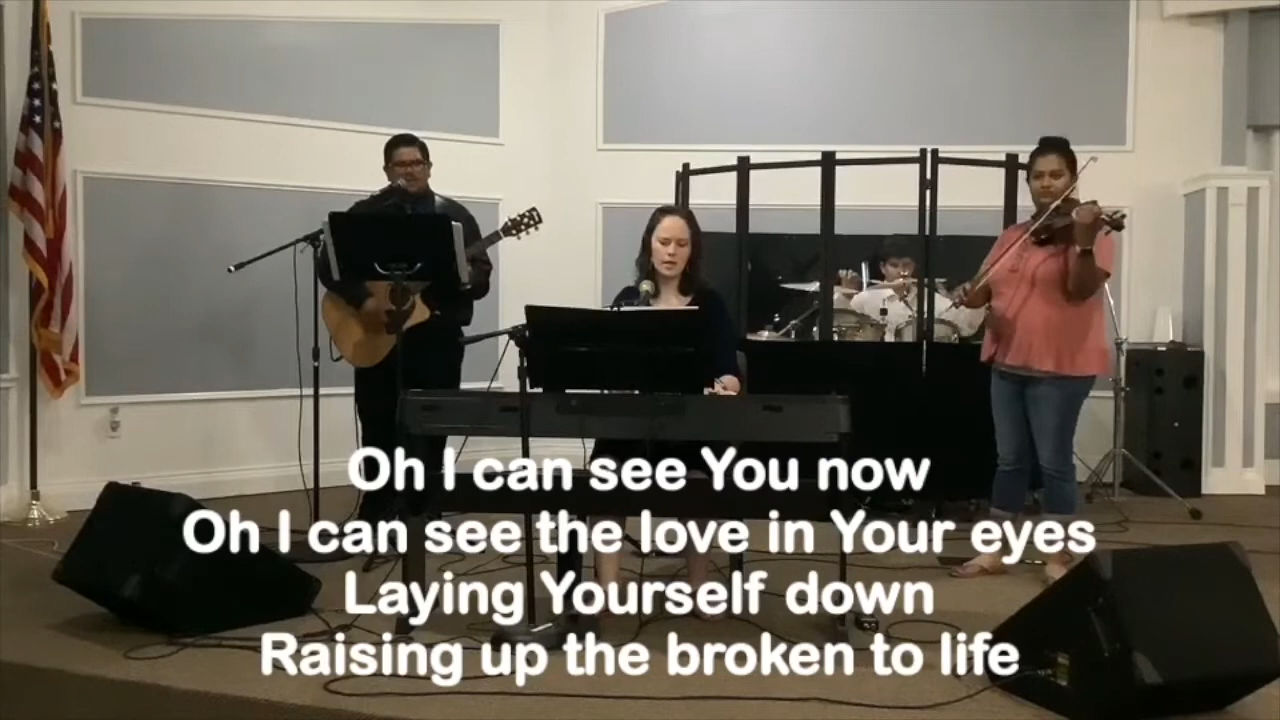 Oh I can see You now
Oh I can see the love in Your eyes
Laying Yourself down
Raising up the broken to life